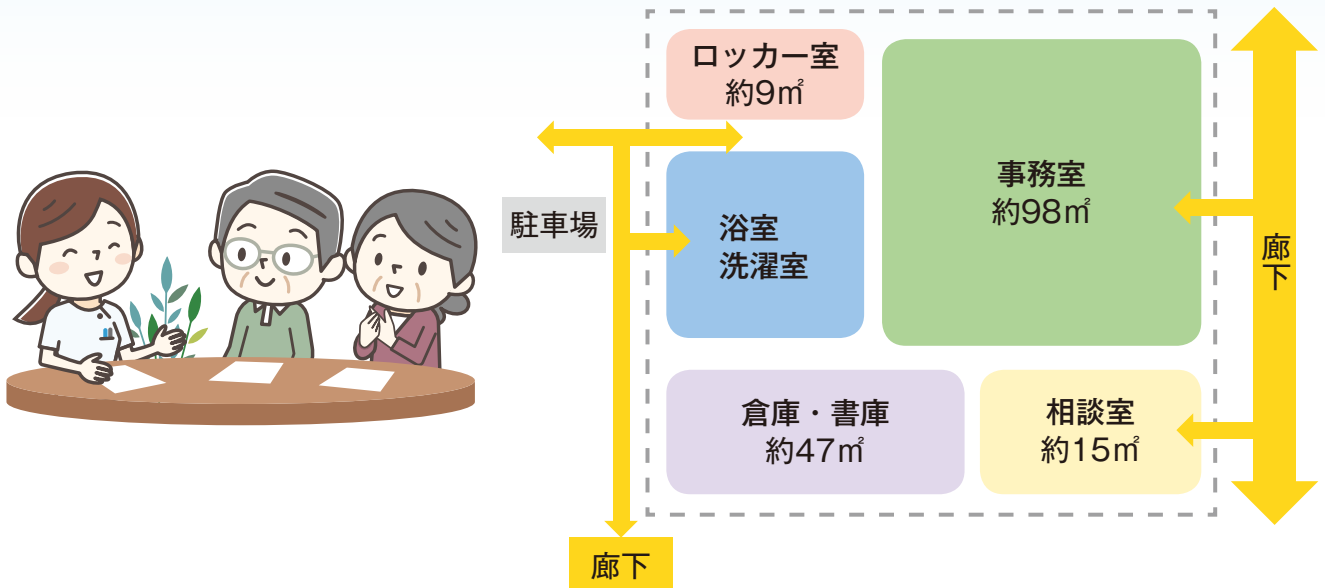 ロッカー室
約9㎡
事務室
約98㎡
駐車場
浴室
洗濯室
廊下
倉庫・書庫
約47㎡
相談室
約15㎡
廊下